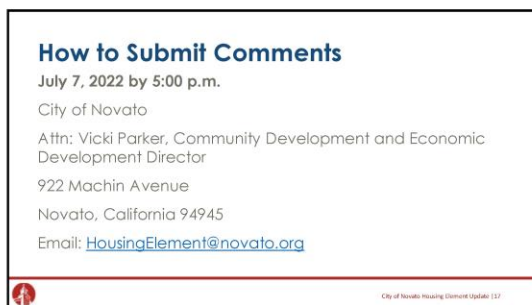 How to Submit Comments
July 7, 2022 by 5:00 p.m.
City of Novato
Attn: Vicki Parker, Community Development and Economic
Development Director
922 Machin Avenue
Novato, California 94945
Email: HousingElement@novato.org
City of Novato Housing Element Update |17